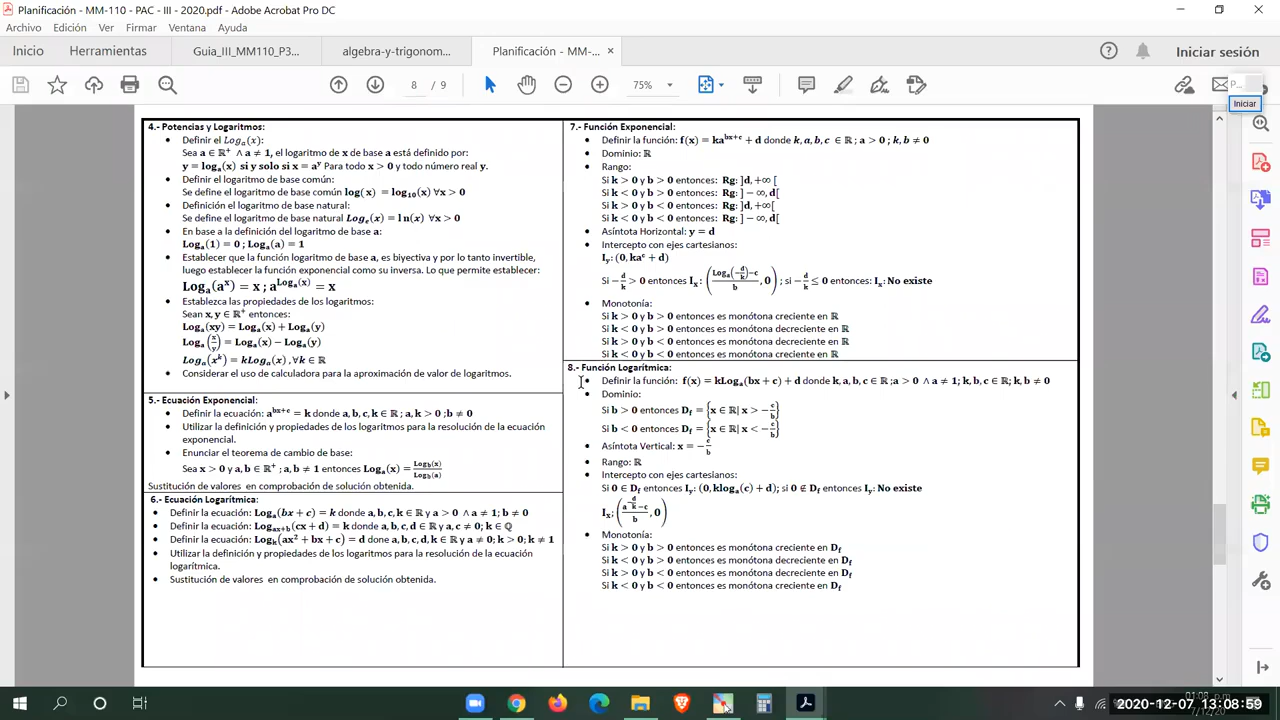 Planificación - MM-110 - PAC - III - 2020.pdf - Adobe Acrobat Pro DC
Archivo Edición Ver Firmar Ventana Ayuda
Inicio Herramientas Guia_III_MM110_P3... algebra-y-trigonom... Planificación - MM-... × Iniciar sesión
8 / 9 75%
Iniciar
4.- Potencias y Logaritmos:
• Definir el Logₐ(x):
Sea a ∈ ℝ⁺ ∧ a ≠ 1, el logaritmo de x de base a está definido por:
y = logₐ(x) si y solo si x = aʸ Para todo x > 0 y todo número real y.
• Definir el logaritmo de base común:
Se define el logaritmo de base común log(x) = log₁₀(x) ∀x > 0
• Definición el logaritmo de base natural:
Se define el logaritmo de base natural Logₑ(x) = ln(x) ∀x > 0
• En base a la definición del logaritmo de base a:
Logₐ(1) = 0 ; Logₐ(a) = 1
• Establecer que la función logaritmo de base a, es biyectiva y por lo tanto invertible,
luego establecer la función exponencial como su inversa. Lo que permite establecer:
Logₐ(aˣ) = x ; a^(Logₐ(x)) = x
• Establezca las propiedades de los logaritmos:
Sean x, y ∈ ℝ⁺ entonces:
Logₐ(xy) = Logₐ(x) + Logₐ(y)
Logₐ(x/y) = Logₐ(x) − Logₐ(y)
Logₐ(xᵏ) = kLogₐ(x), ∀k ∈ ℝ
• Considerar el uso de calculadora para la aproximación de valor de logaritmos.
5.- Ecuación Exponencial:
• Definir la ecuación: a^(bx+c) = k donde a, b, c, k ∈ ℝ ; a, k > 0 ; b ≠ 0
• Utilizar la definición y propiedades de los logaritmos para la resolución de la ecuación
exponencial.
• Enunciar el teorema de cambio de base:
Sea x > 0 y a, b ∈ ℝ⁺ ; a, b ≠ 1 entonces Logₐ(x) = Log_b(x)/Log_b(a)
Sustitución de valores en comprobación de solución obtenida.
6.- Ecuación Logarítmica:
• Definir la ecuación: Logₐ(bx + c) = k donde a, b, c, k ∈ ℝ y a > 0 ∧ a ≠ 1; b ≠ 0
• Definir la ecuación: Log_(ax+b)(cx + d) = k donde a, b, c, d ∈ ℝ y a, c ≠ 0; k ∈ ℚ
• Definir la ecuación: Logₖ(ax² + bx + c) = d done a, b, c, d, k ∈ ℝ y a ≠ 0; k > 0; k ≠ 1
• Utilizar la definición y propiedades de los logaritmos para la resolución de la ecuación
logarítmica.
• Sustitución de valores en comprobación de solución obtenida.
7.- Función Exponencial:
• Definir la función: f(x) = ka^(bx+c) + d donde k, a, b, c ∈ ℝ ; a > 0 ; k, b ≠ 0
• Dominio: ℝ
• Rango:
Si k > 0 y b > 0 entonces: Rg: ]d, +∞ [
Si k < 0 y b > 0 entonces: Rg: ] − ∞, d[
Si k > 0 y b < 0 entonces: Rg: ]d, +∞[
Si k < 0 y b < 0 entonces: Rg: ] − ∞, d[
• Asíntota Horizontal: y = d
• Intercepto con ejes cartesianos:
I_y: (0, kaᶜ + d)
Si −d/k > 0 entonces Iₓ: ((Logₐ(−d/k)−c)/b, 0) ; si −d/k ≤ 0 entonces: Iₓ: No existe
• Monotonía:
Si k > 0 y b > 0 entonces es monótona creciente en ℝ
Si k < 0 y b > 0 entonces es monótona decreciente en ℝ
Si k > 0 y b < 0 entonces es monótona decreciente en ℝ
Si k < 0 y b < 0 entonces es monótona creciente en ℝ
8.- Función Logarítmica:
• Definir la función: f(x) = kLogₐ(bx + c) + d donde k, a, b, c ∈ ℝ ; a > 0 ∧ a ≠ 1; k, b, c ∈ ℝ; k, b ≠ 0
• Dominio:
Si b > 0 entonces D_f = {x ∈ ℝ| x > −c/b}
Si b < 0 entonces D_f = {x ∈ ℝ| x < −c/b}
• Asíntota Vertical: x = −c/b
• Rango: ℝ
• Intercepto con ejes cartesianos:
Si 0 ∈ D_f entonces I_y: (0, klogₐ(c) + d); si 0 ∉ D_f entonces I_y: No existe
Iₓ: ((a^(−d/k)−c)/b, 0)
• Monotonía:
Si k > 0 y b > 0 entonces es monótona creciente en D_f
Si k < 0 y b > 0 entonces es monótona decreciente en D_f
Si k > 0 y b < 0 entonces es monótona decreciente en D_f
Si k < 0 y b < 0 entonces es monótona creciente en D_f
2020-12-07, 13:08:59